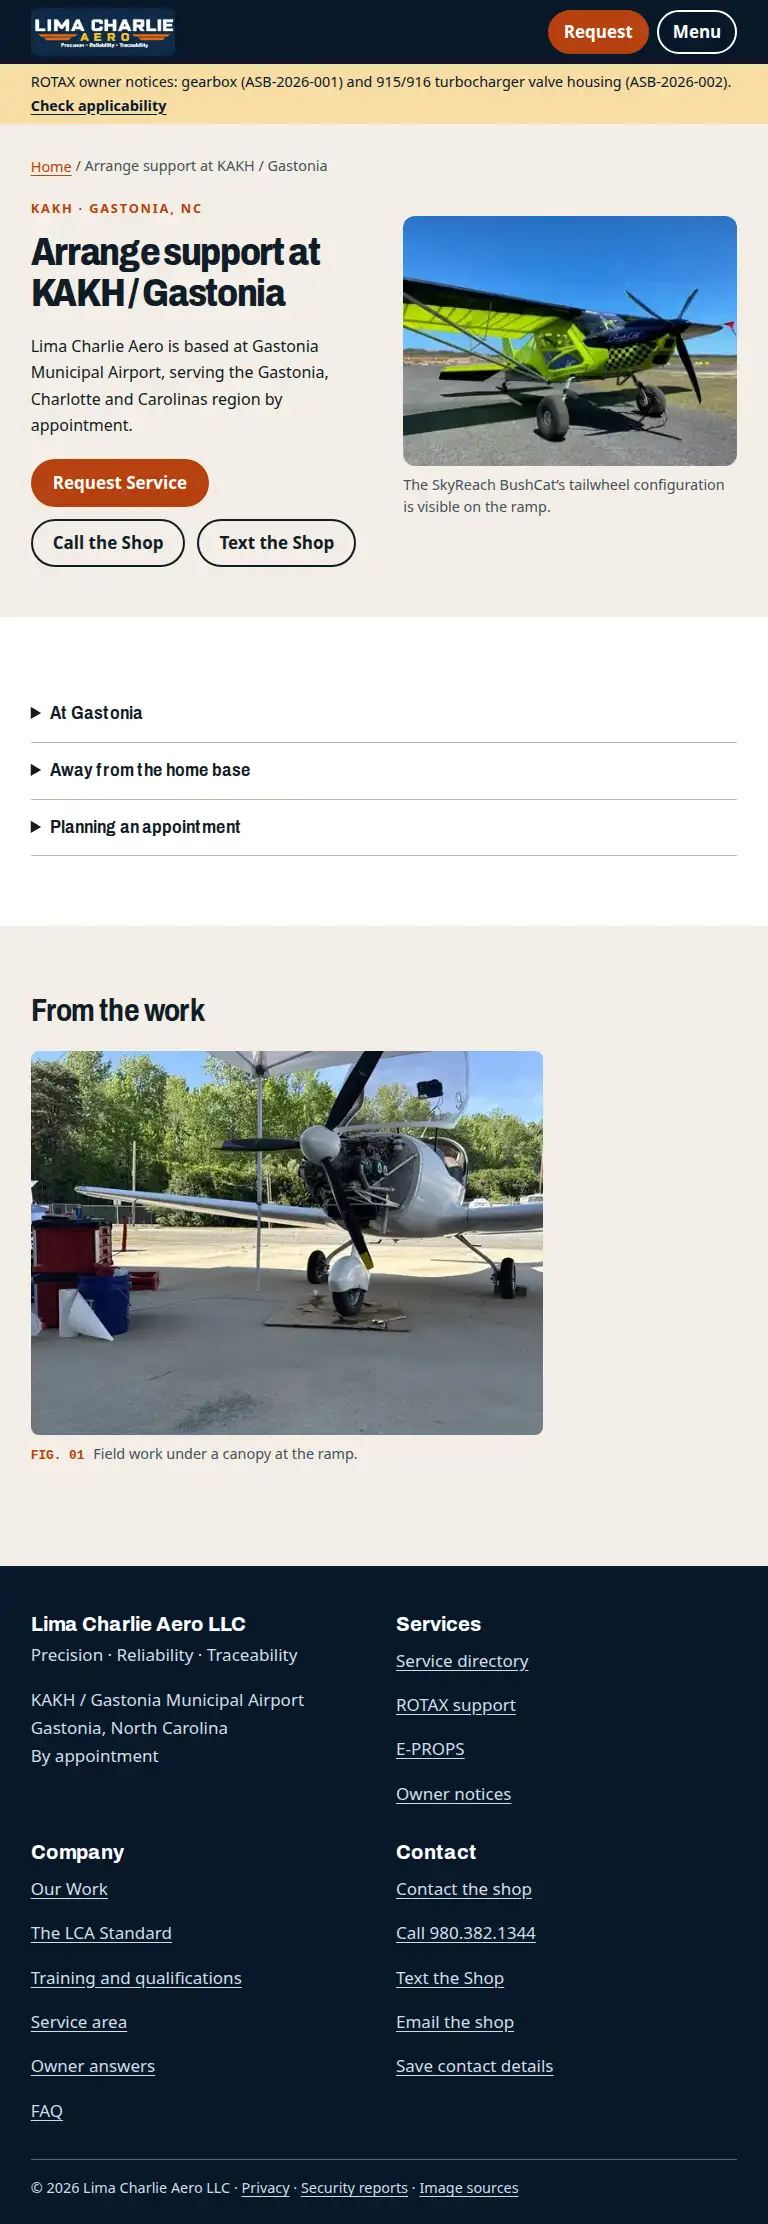 LIMA CHARLIE
AERO
Precision • Reliability • Traceability
Request
Menu
ROTAX owner notices: gearbox (ASB-2026-001) and 915/916 turbocharger valve housing (ASB-2026-002).
Check applicability
Home / Arrange support at KAKH / Gastonia
KAKH · GASTONIA, NC
Arrange support at
KAKH / Gastonia
Lima Charlie Aero is based at Gastonia
Municipal Airport, serving the Gastonia,
Charlotte and Carolinas region by
appointment.
Request Service
Call the Shop
Text the Shop
The SkyReach BushCat’s tailwheel configuration
is visible on the ramp.
At Gastonia
Away from the home base
Planning an appointment
From the work
FIG. 01 Field work under a canopy at the ramp.
Lima Charlie Aero LLC
Precision · Reliability · Traceability
KAKH / Gastonia Municipal Airport
Gastonia, North Carolina
By appointment
Services
Service directory
ROTAX support
E-PROPS
Owner notices
Company
Our Work
The LCA Standard
Training and qualifications
Service area
Owner answers
FAQ
Contact
Contact the shop
Call 980.382.1344
Text the Shop
Email the shop
Save contact details
© 2026 Lima Charlie Aero LLC · Privacy · Security reports · Image sources